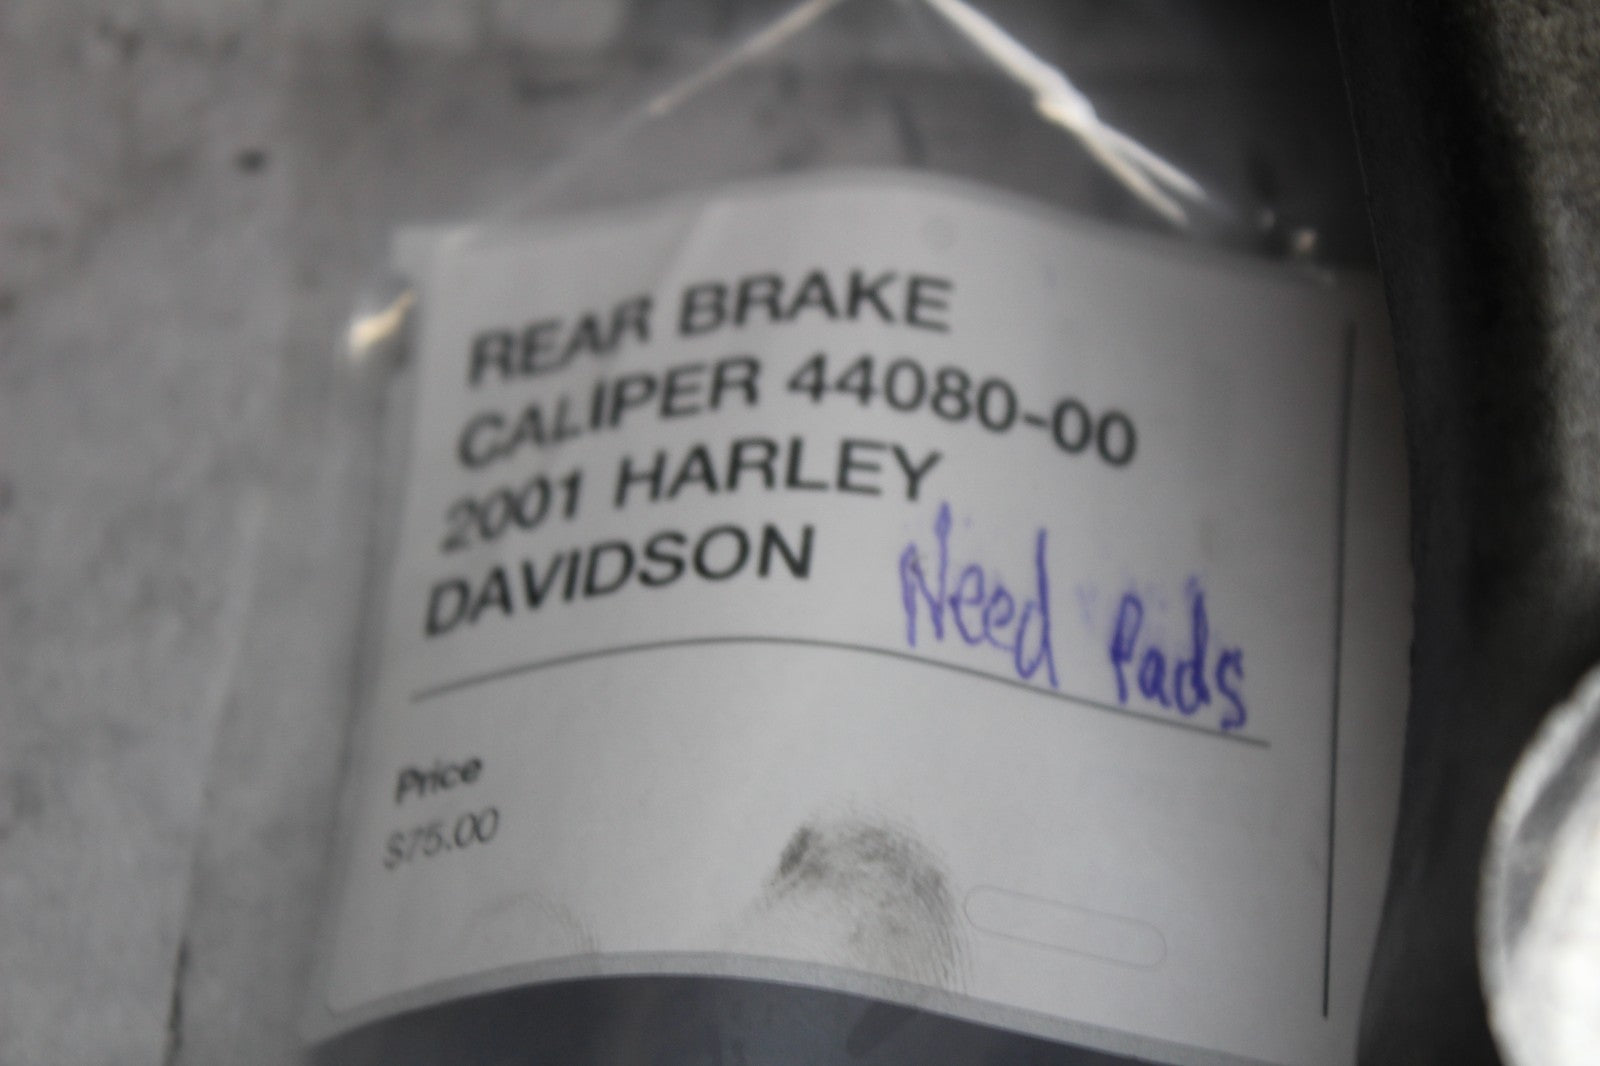 REAR BRAKE
CALIPER 44080-00
2001 HARLEY
DAVIDSON
Need Pads
Price
$75.00